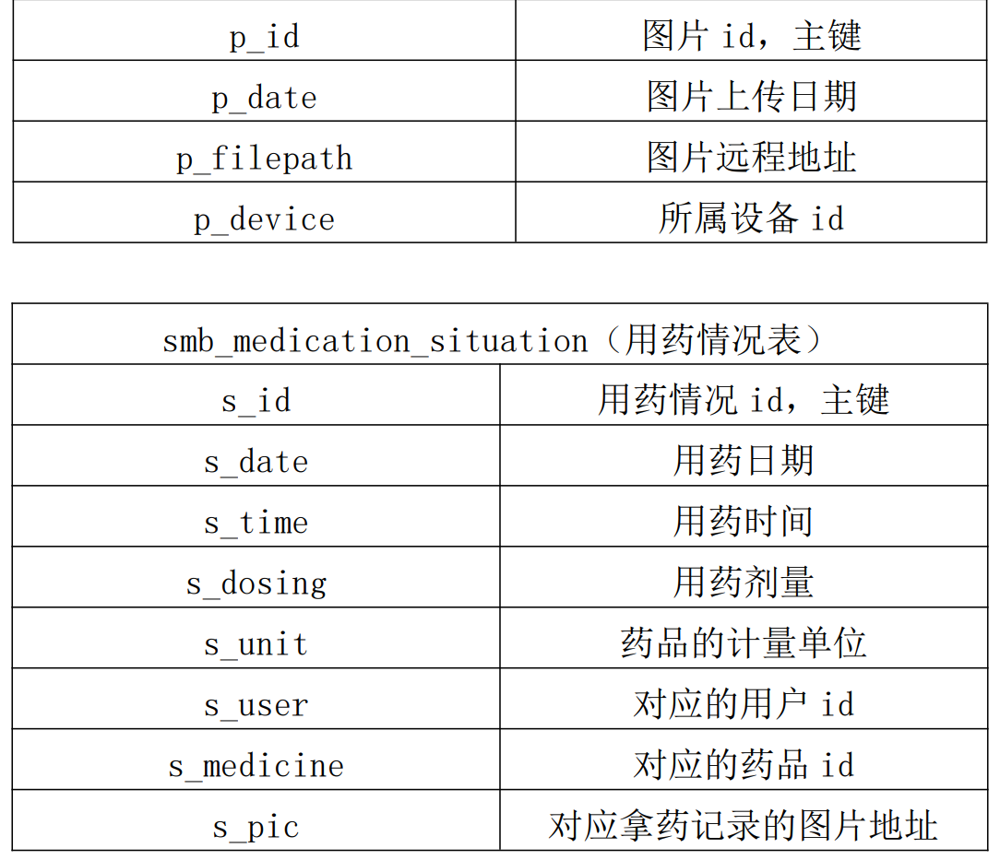 p_id 图片 id，主键
p_date 图片上传日期
p_filepath 图片远程地址
p_device 所属设备 id
smb_medication_situation（用药情况表）
s_id 用药情况 id，主键
s_date 用药日期
s_time 用药时间
s_dosing 用药剂量
s_unit 药品的计量单位
s_user 对应的用户 id
s_medicine 对应的药品 id
s_pic 对应拿药记录的图片地址